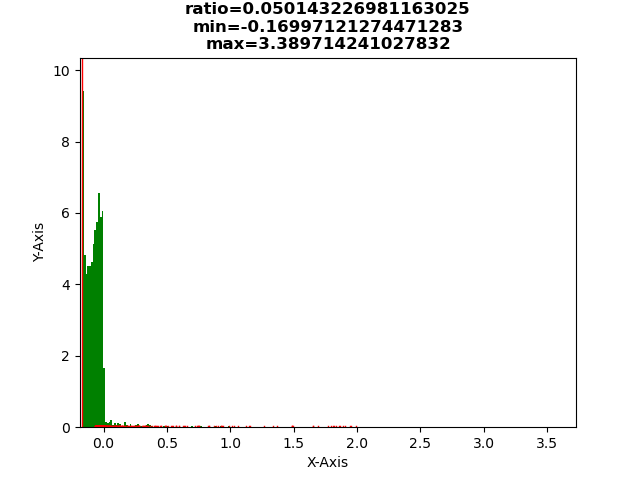 ratio=0.050143226981163025
min=-0.16997121274471283
max=3.389714241027832
10
8
6
4
2
0
Y-Axis
0.0 0.5 1.0 1.5 2.0 2.5 3.0 3.5
X-Axis